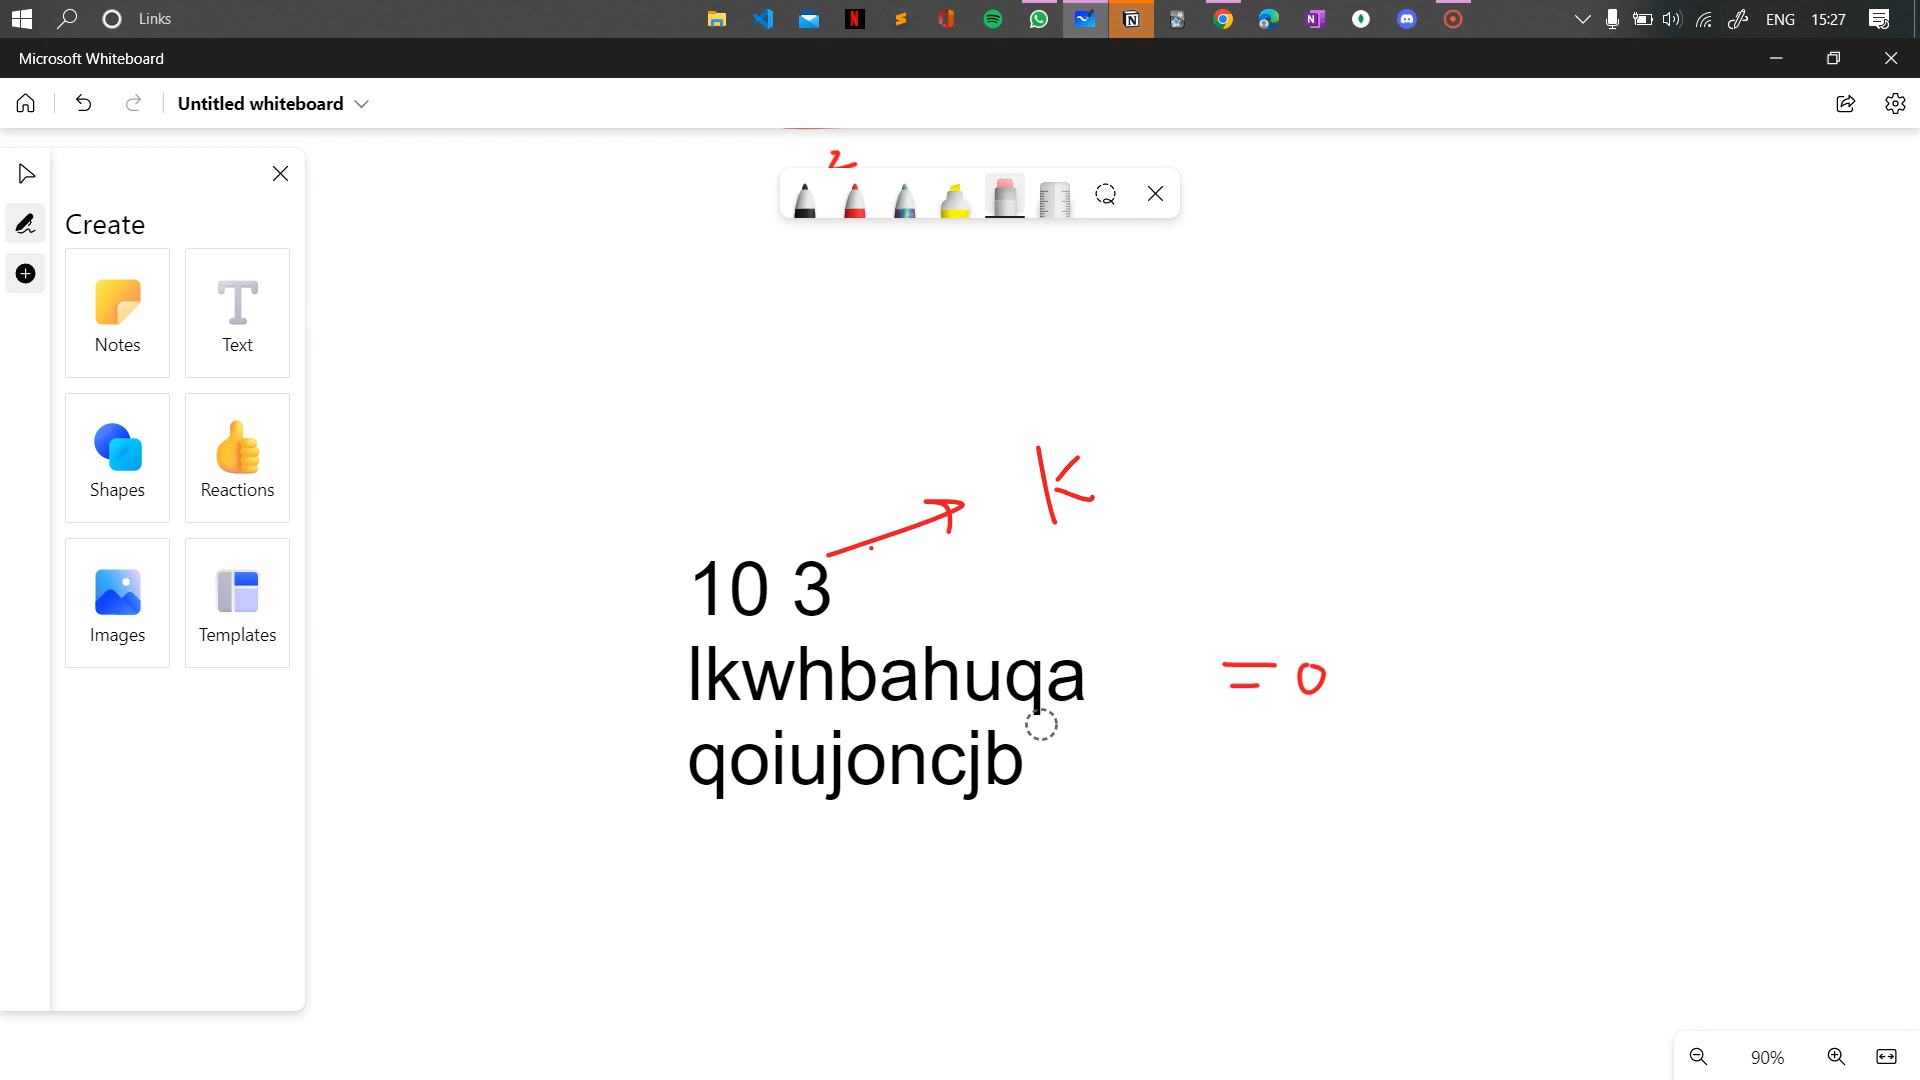 Links
ENG 15:27
Microsoft Whiteboard
Untitled whiteboard
2
Create
Notes Text
K
Shapes Reactions
10 3
Images Templates
lkwhbahuqa = 0
qoiujoncjb
90%